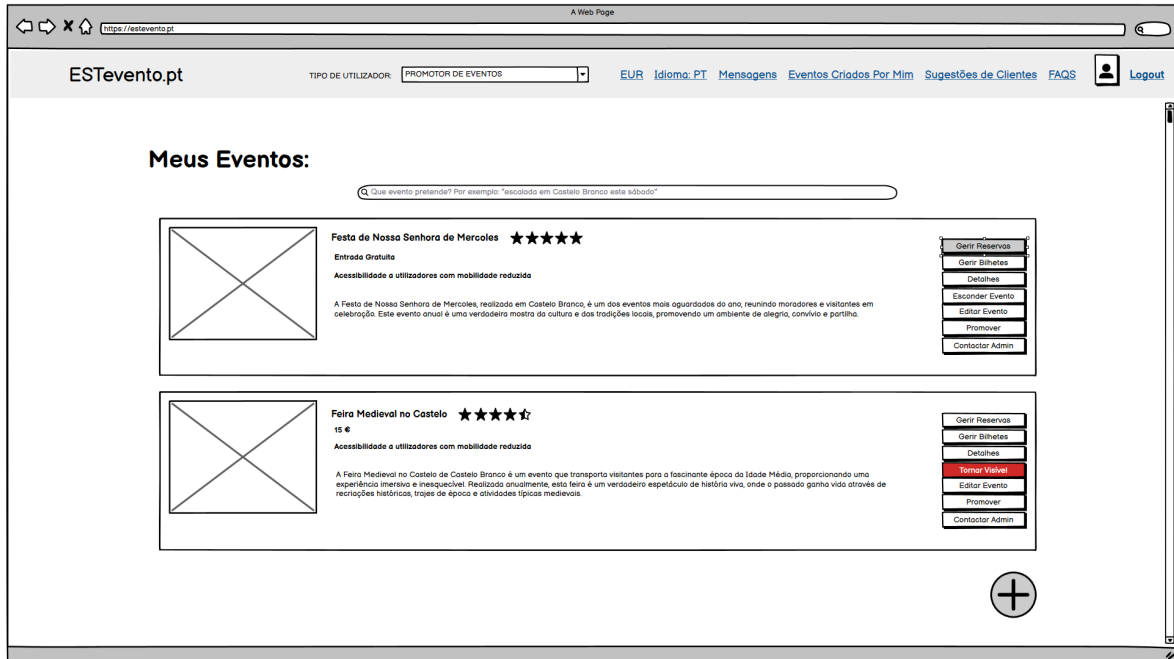 A Web Page
https://estevento.pt
ESTevento.pt
TIPO DE UTILIZADOR:
PROMOTOR DE EVENTOS
EUR
Idioma: PT
Mensagens
Eventos Criados Por Mim
Sugestões de Clientes
FAQS
Logout
Meus Eventos:
Que evento pretende? Por exemplo: "escalada em Castelo Branco este sábado"
Festa de Nossa Senhora de Mercoles
Entrada Gratuita
Acessibilidade a utilizadores com mobilidade reduzida
A Festa de Nossa Senhora de Mercoles, realizada em Castelo Branco, é um dos eventos mais aguardados do ano, reunindo moradores e visitantes em
celebração. Este evento anual é uma verdadeira mostra da cultura e das tradições locais, promovendo um ambiente de alegria, convívio e partilha.
Gerir Reservas
Gerir Bilhetes
Detalhes
Esconder Evento
Editar Evento
Promover
Contactar Admin
Feira Medieval no Castelo
15 €
Acessibilidade a utilizadores com mobilidade reduzida
A Feira Medieval no Castelo de Castelo Branco é um evento que transporta visitantes para a fascinante época da Idade Média, proporcionando uma
experiência imersiva e inesquecível. Realizada anualmente, esta feira é um verdadeiro espetáculo de história viva, onde o passado ganha vida através de
recriações históricas, trajes de época e atividades típicas medievais.
Gerir Reservas
Gerir Bilhetes
Detalhes
Tornar Visível
Editar Evento
Promover
Contactar Admin